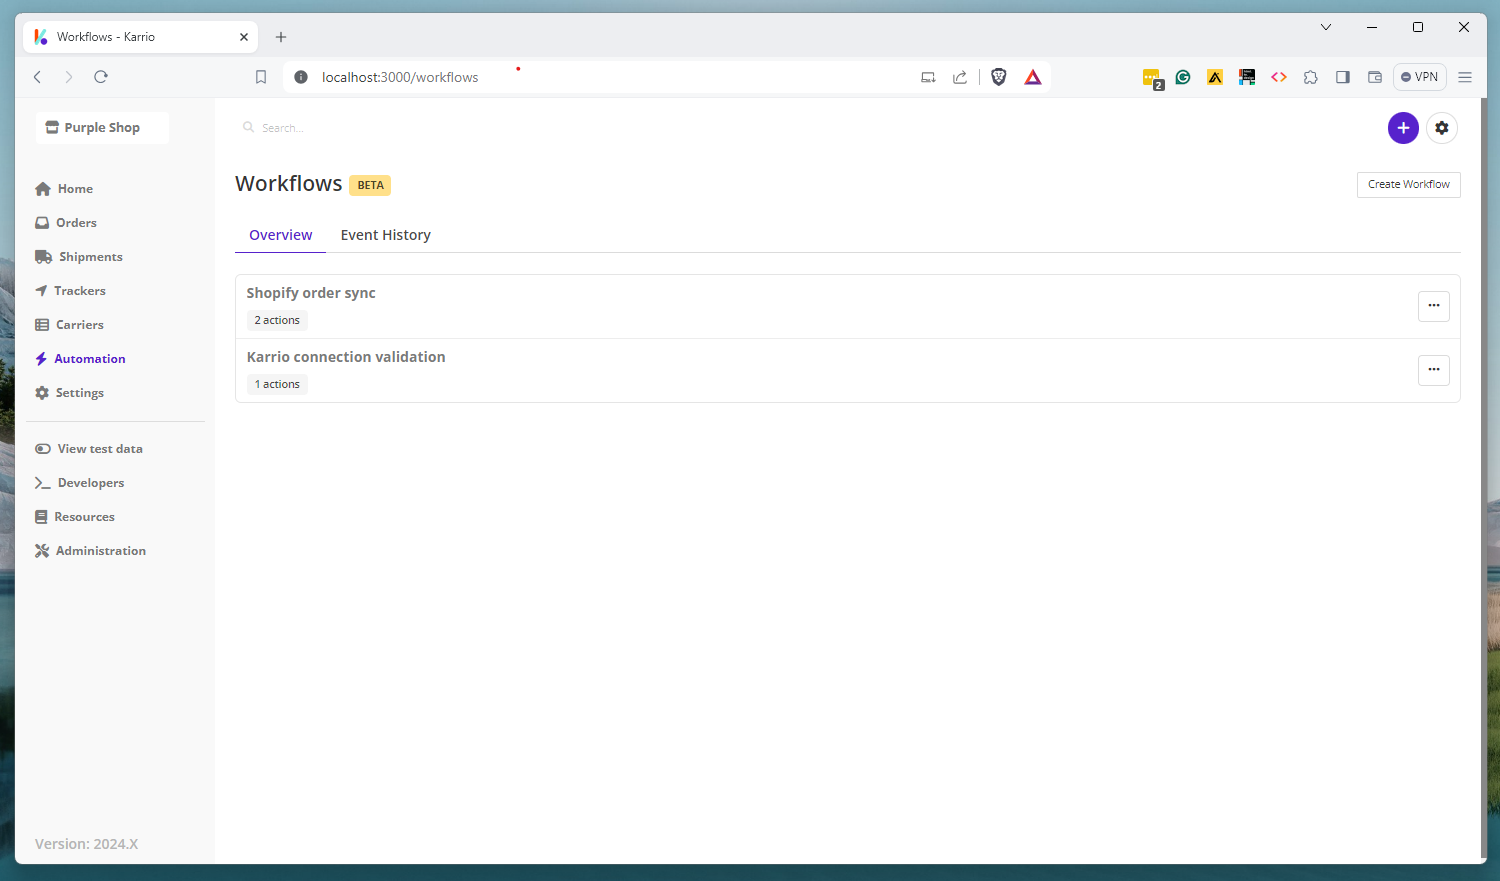 Workflows - Karrio
localhost:3000/workflows
2
VPN
Purple Shop
Search...
Home
Orders
Shipments
Trackers
Carriers
Automation
Settings
View test data
Developers
Resources
Administration
Version: 2024.X
Workflows BETA
Create Workflow
Overview Event History
Shopify order sync
2 actions
Karrio connection validation
1 actions